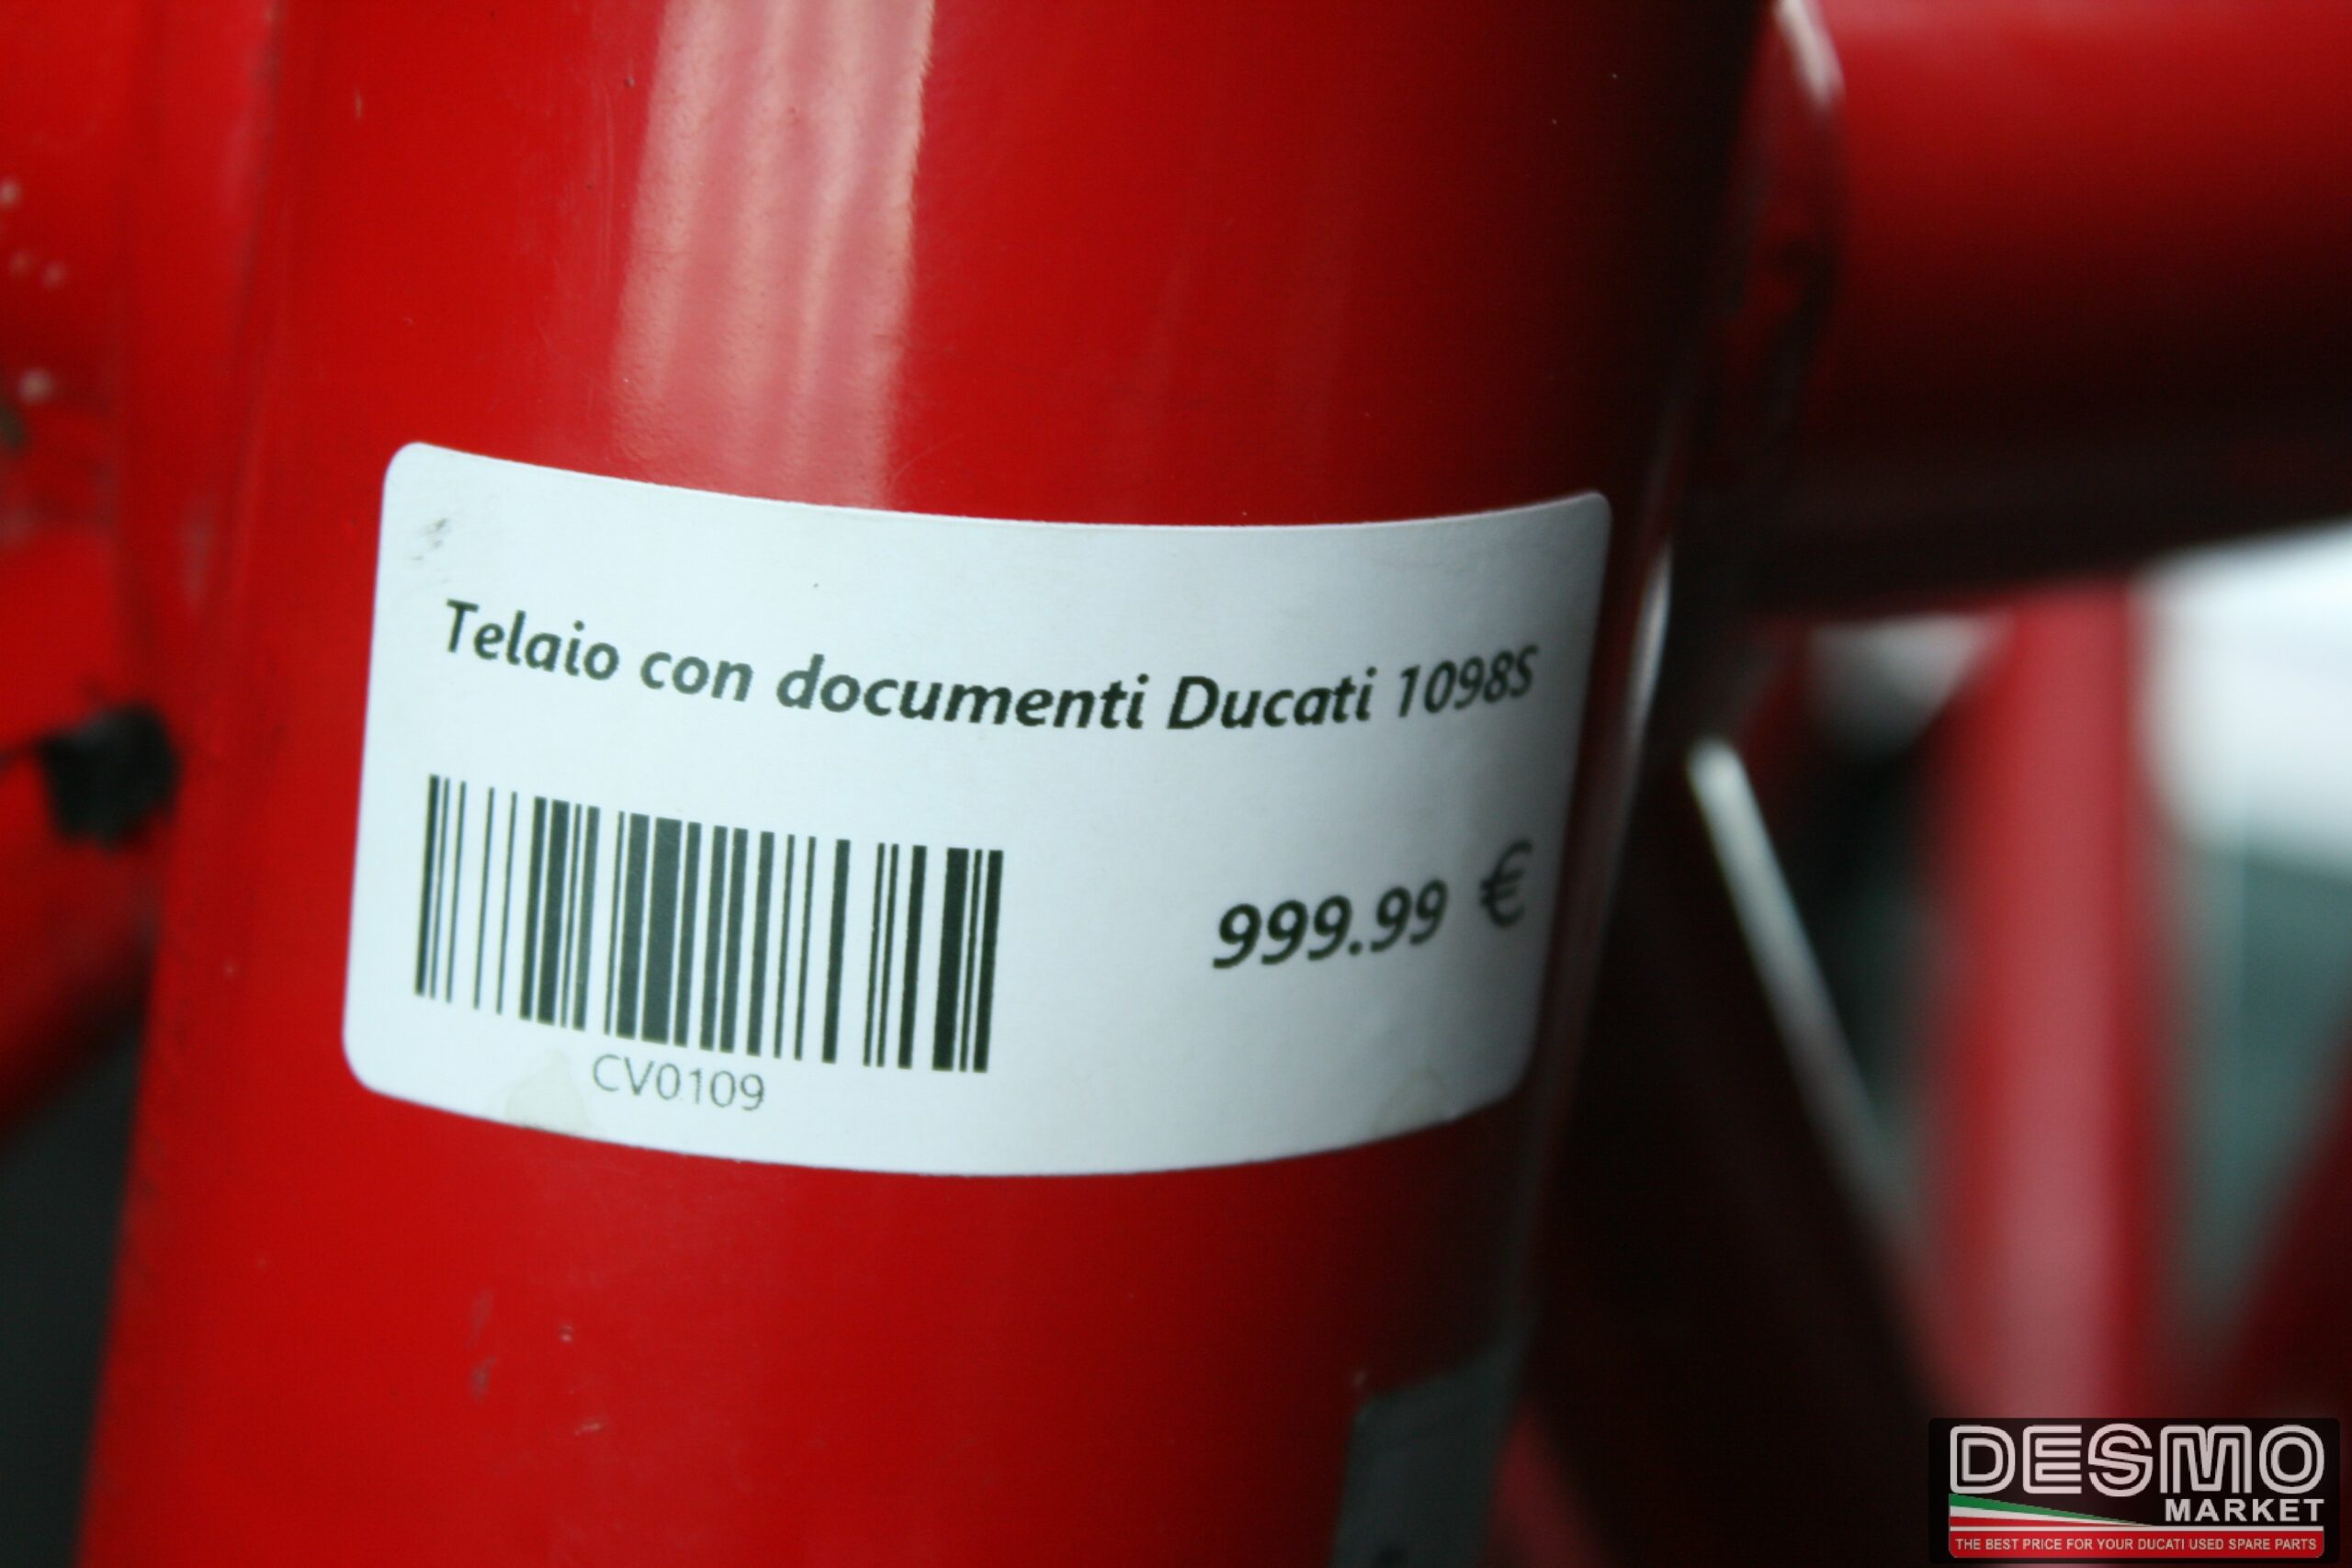 Telaio con documenti Ducati 1098S
999.99 €
CV0109
DESMO
MARKET
THE BEST PRICE FOR YOUR DUCATI USED SPARE PARTS